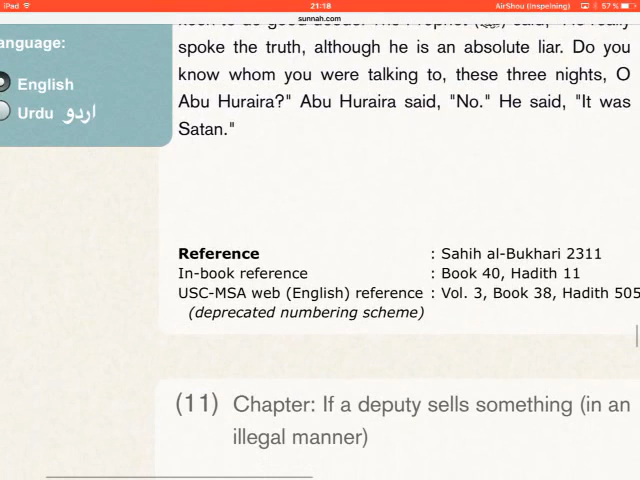 iPad
21:18
AirShou (Inspelning)
57 %
sunnah.com
anguage:
English
Urdu اردو
spoke the truth, although he is an absolute liar. Do you
know whom you were talking to, these three nights, O
Abu Huraira?" Abu Huraira said, "No." He said, "It was
Satan."
Reference : Sahih al-Bukhari 2311
In-book reference : Book 40, Hadith 11
USC-MSA web (English) reference : Vol. 3, Book 38, Hadith 505
(deprecated numbering scheme)
(11) Chapter: If a deputy sells something (in an
illegal manner)